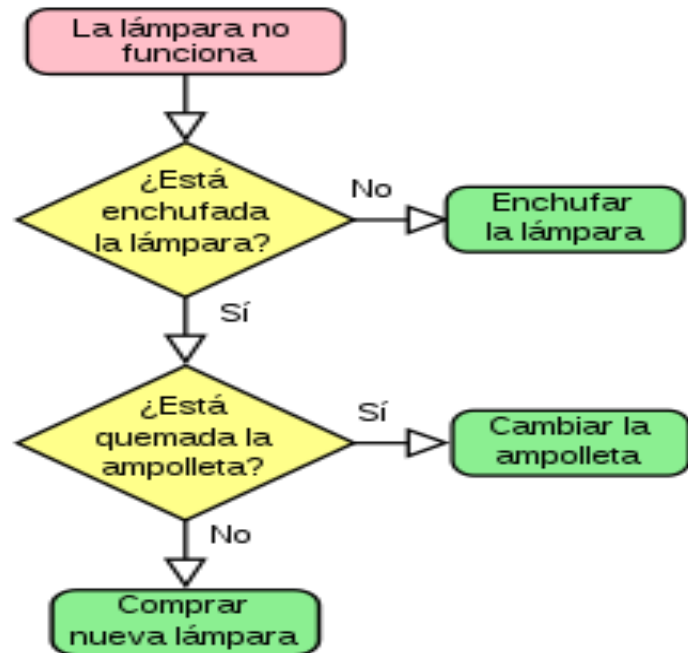 La lámpara no
funciona
¿Está
enchufada
la lámpara?
No
Enchufar
la lámpara
Sí
¿Está
quemada la
ampolleta?
Sí
Cambiar la
ampolleta
No
Comprar
nueva lámpara